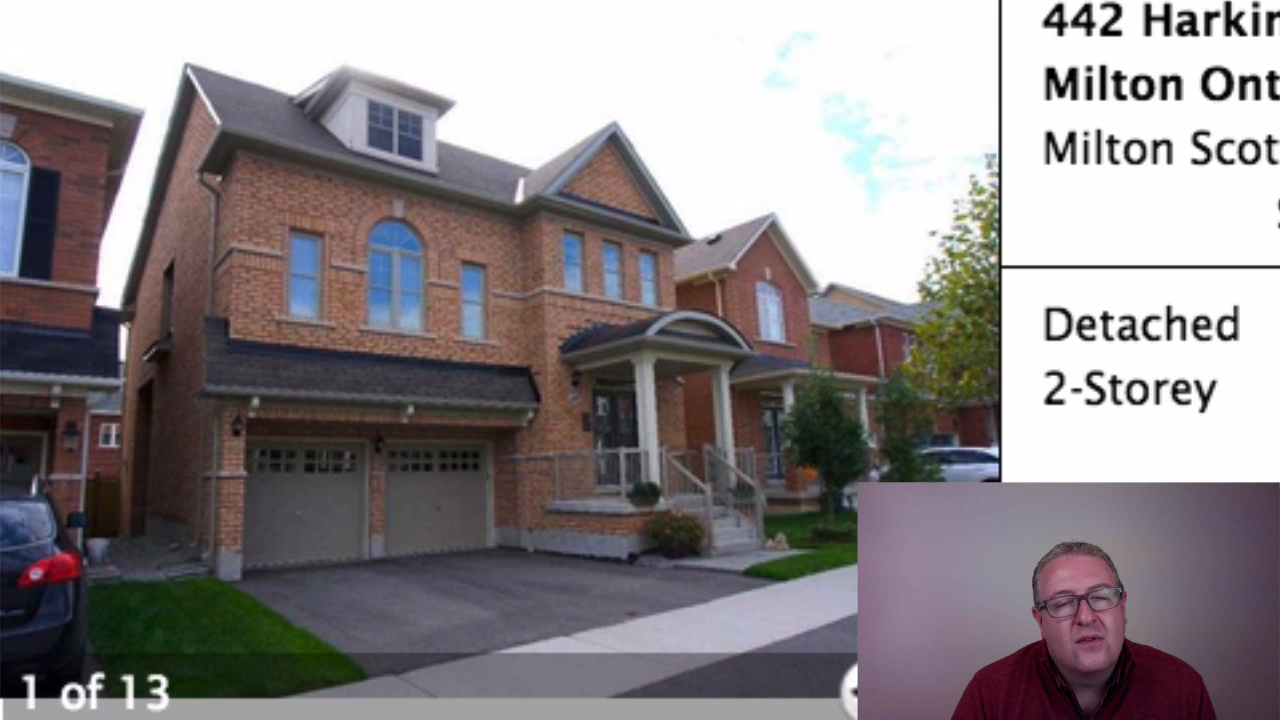 442 Harkin
Milton Ont
Milton Scot
Detached
2-Storey
1 of 13